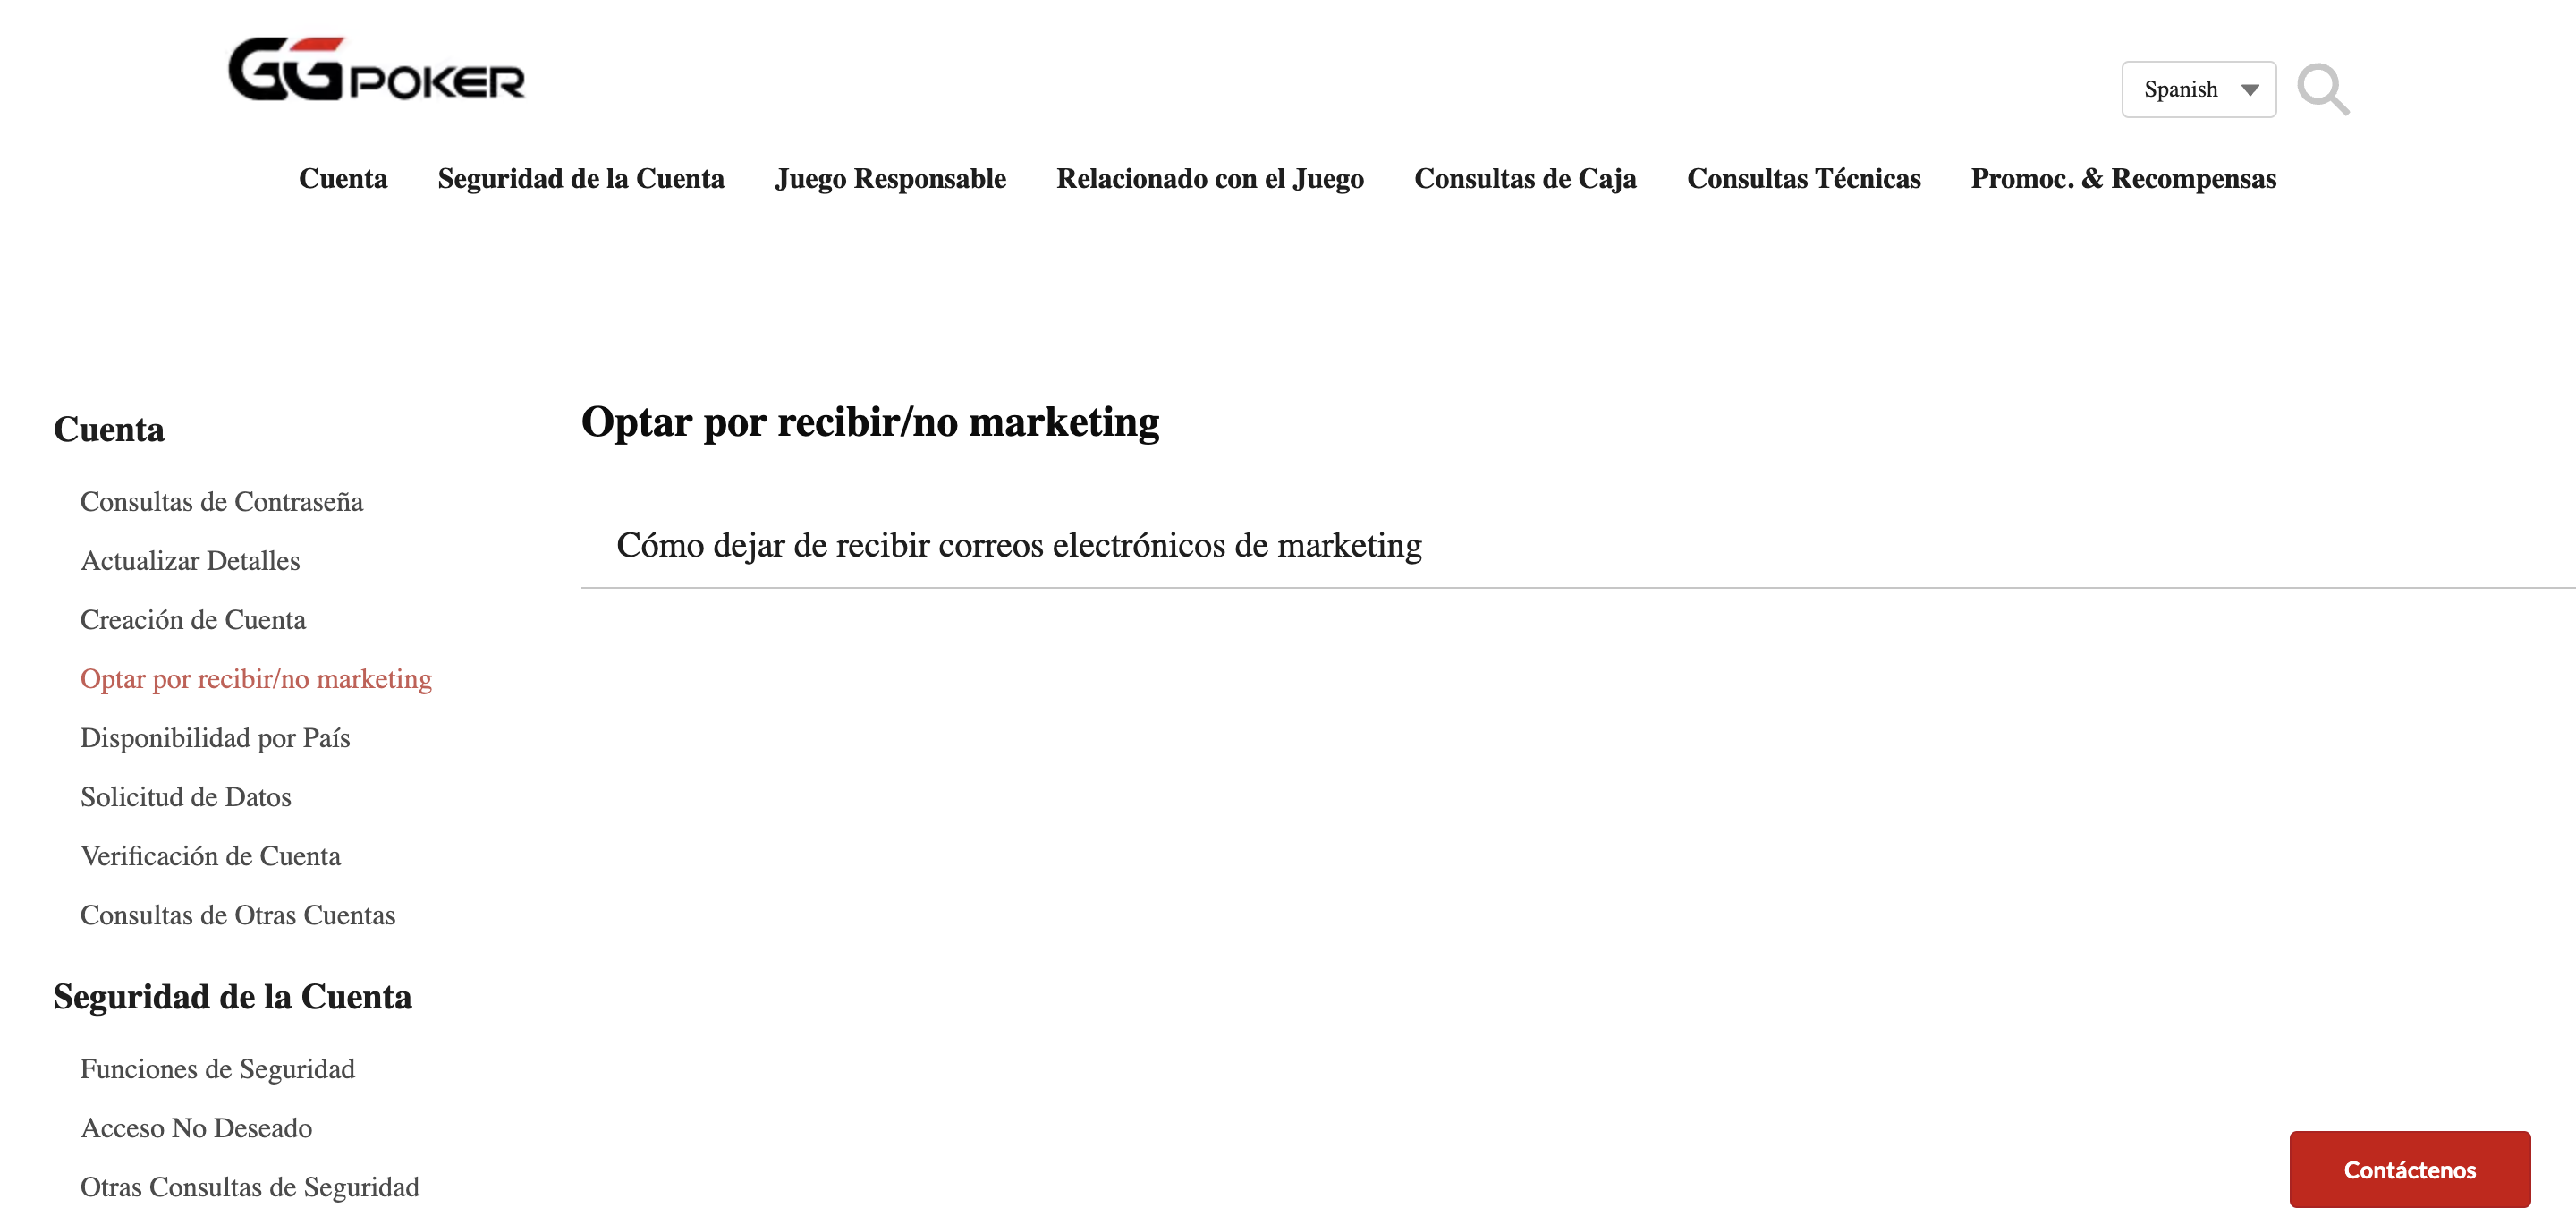 GGPOKER
Spanish
Cuenta Seguridad de la Cuenta Juego Responsable Relacionado con el Juego Consultas de Caja Consultas Técnicas Promoc. & Recompensas
Cuenta
Consultas de Contraseña
Actualizar Detalles
Creación de Cuenta
Optar por recibir/no marketing
Disponibilidad por País
Solicitud de Datos
Verificación de Cuenta
Consultas de Otras Cuentas
Seguridad de la Cuenta
Funciones de Seguridad
Acceso No Deseado
Otras Consultas de Seguridad
Optar por recibir/no marketing
Cómo dejar de recibir correos electrónicos de marketing
Contáctenos